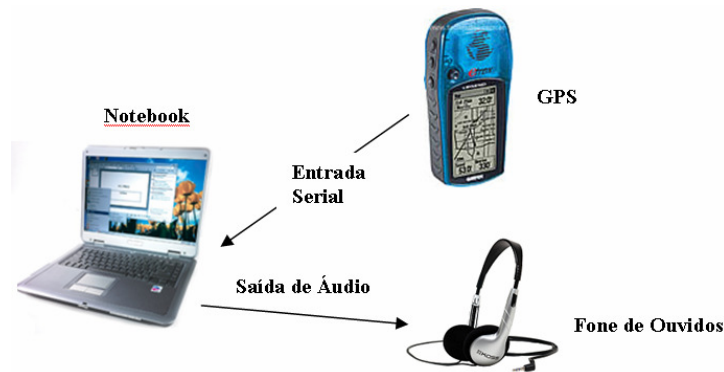 GPS
Notebook
Entrada
Serial
Saída de Áudio
Fone de Ouvidos